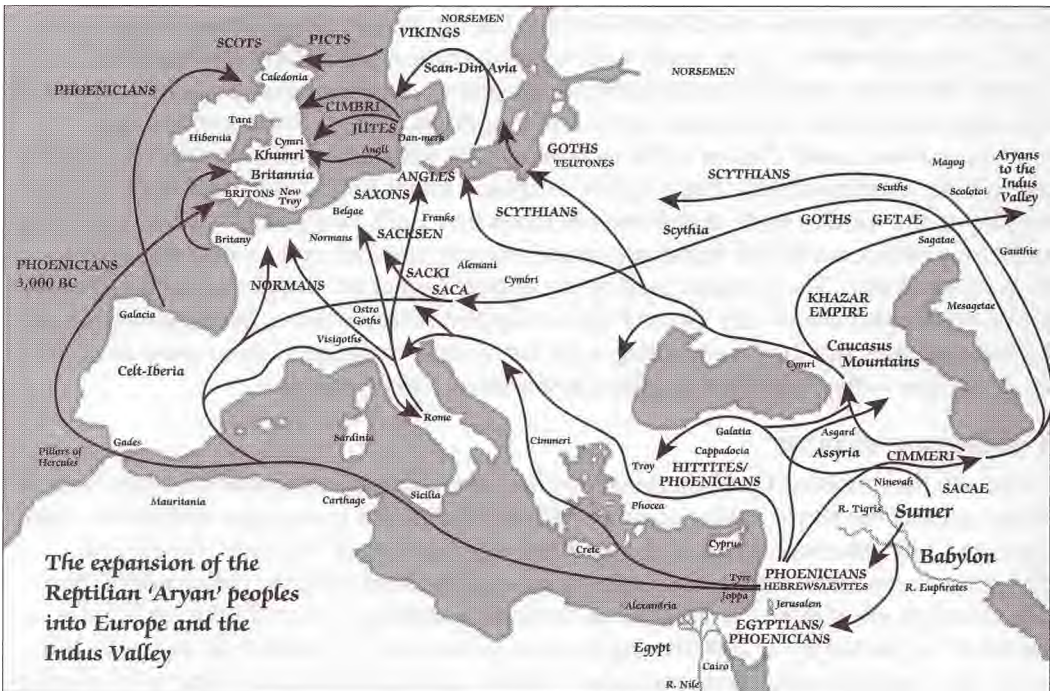 NORSEMEN
VIKINGS
SCOTS
PICTS
Scan-Din-Avia
NORSEMEN
Caledonia
PHOENICIANS
CIMBRI
Tara
JUTES
Hibernia
Cymri
Dan-merk
Khumri
Angli
GOTHS
TEUTONES
Britannia
ANGLES
BRITONS
New
Troy
SAXONS
Belgae
Franks
SCYTHIANS
SCYTHIANS
Magog
Aryans
to the
Indus
Valley
Scuths
Scolotoi
GOTHS
GETAE
Scythia
Sagatae
Gauthie
Britany
Normans
SACKSEN
Alemani
Cymbri
SACKI
SACA
PHOENICIANS
3,000 BC
NORMANS
Galacia
Ostro
Goths
Visigoths
KHAZAR
EMPIRE
Mesagetae
Caucasus
Mountains
Cymri
Celt-Iberia
Rome
Sardinia
Galatia
Asgard
Cimmeri
Cappadocia
Assyria
CIMMERI
Troy
HITTITES/
PHOENICIANS
Pillars of
Hercules
Gades
Ninevah
SACAE
Mauritania
Carthage
Sicilia
Phocea
R. Tigris
Sumer
Crete
Cyprus
Babylon
Tyre
PHOENICIANS
HEBREWS/LEVITES
Joppa
R. Euphrates
Alexandria
Jerusalem
EGYPTIANS/
PHOENICIANS
Egypt
Cairo
R. Nile
The expansion of the
Reptilian 'Aryan' peoples
into Europe and the
Indus Valley